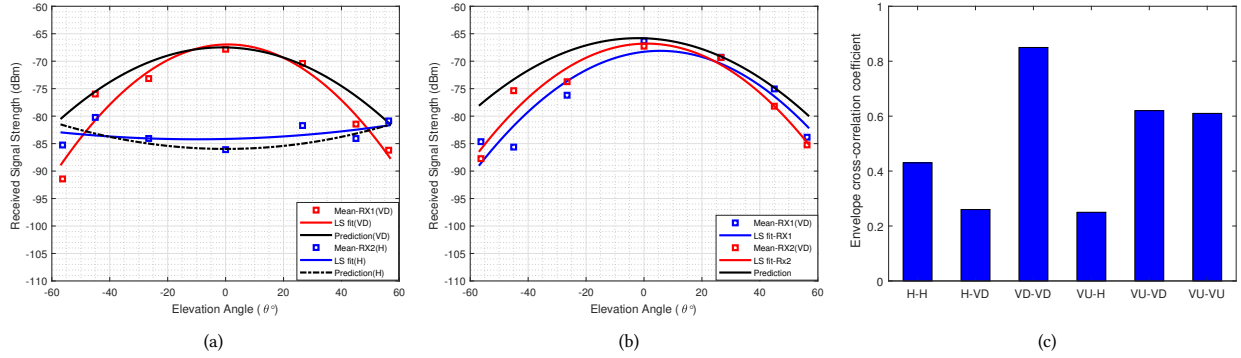 -60
-65
-70
-75
-80
-85
-90
-95
-100
-105
-110
Received Signal Strength (dBm)
-60 -40 -20 0 20 40 60
Elevation Angle ( θ°)
Mean-RX1(VD)
LS fit(VD)
Prediction(VD)
Mean-RX2(H)
LS fit(H)
Prediction(H)
(a)
-60
-65
-70
-75
-80
-85
-90
-95
-100
-105
-110
Received Signal Strength (dBm)
-60 -40 -20 0 20 40 60
Elevation Angle ( θ°)
Mean-RX1(VD)
LS fit-RX1
Mean-RX2(VD)
LS fit-Rx2
Prediction
(b)
1
0.8
0.6
0.4
0.2
0
Envelope cross-correlation coefficient
H-H H-VD VD-VD VU-H VU-VD VU-VU
(c)